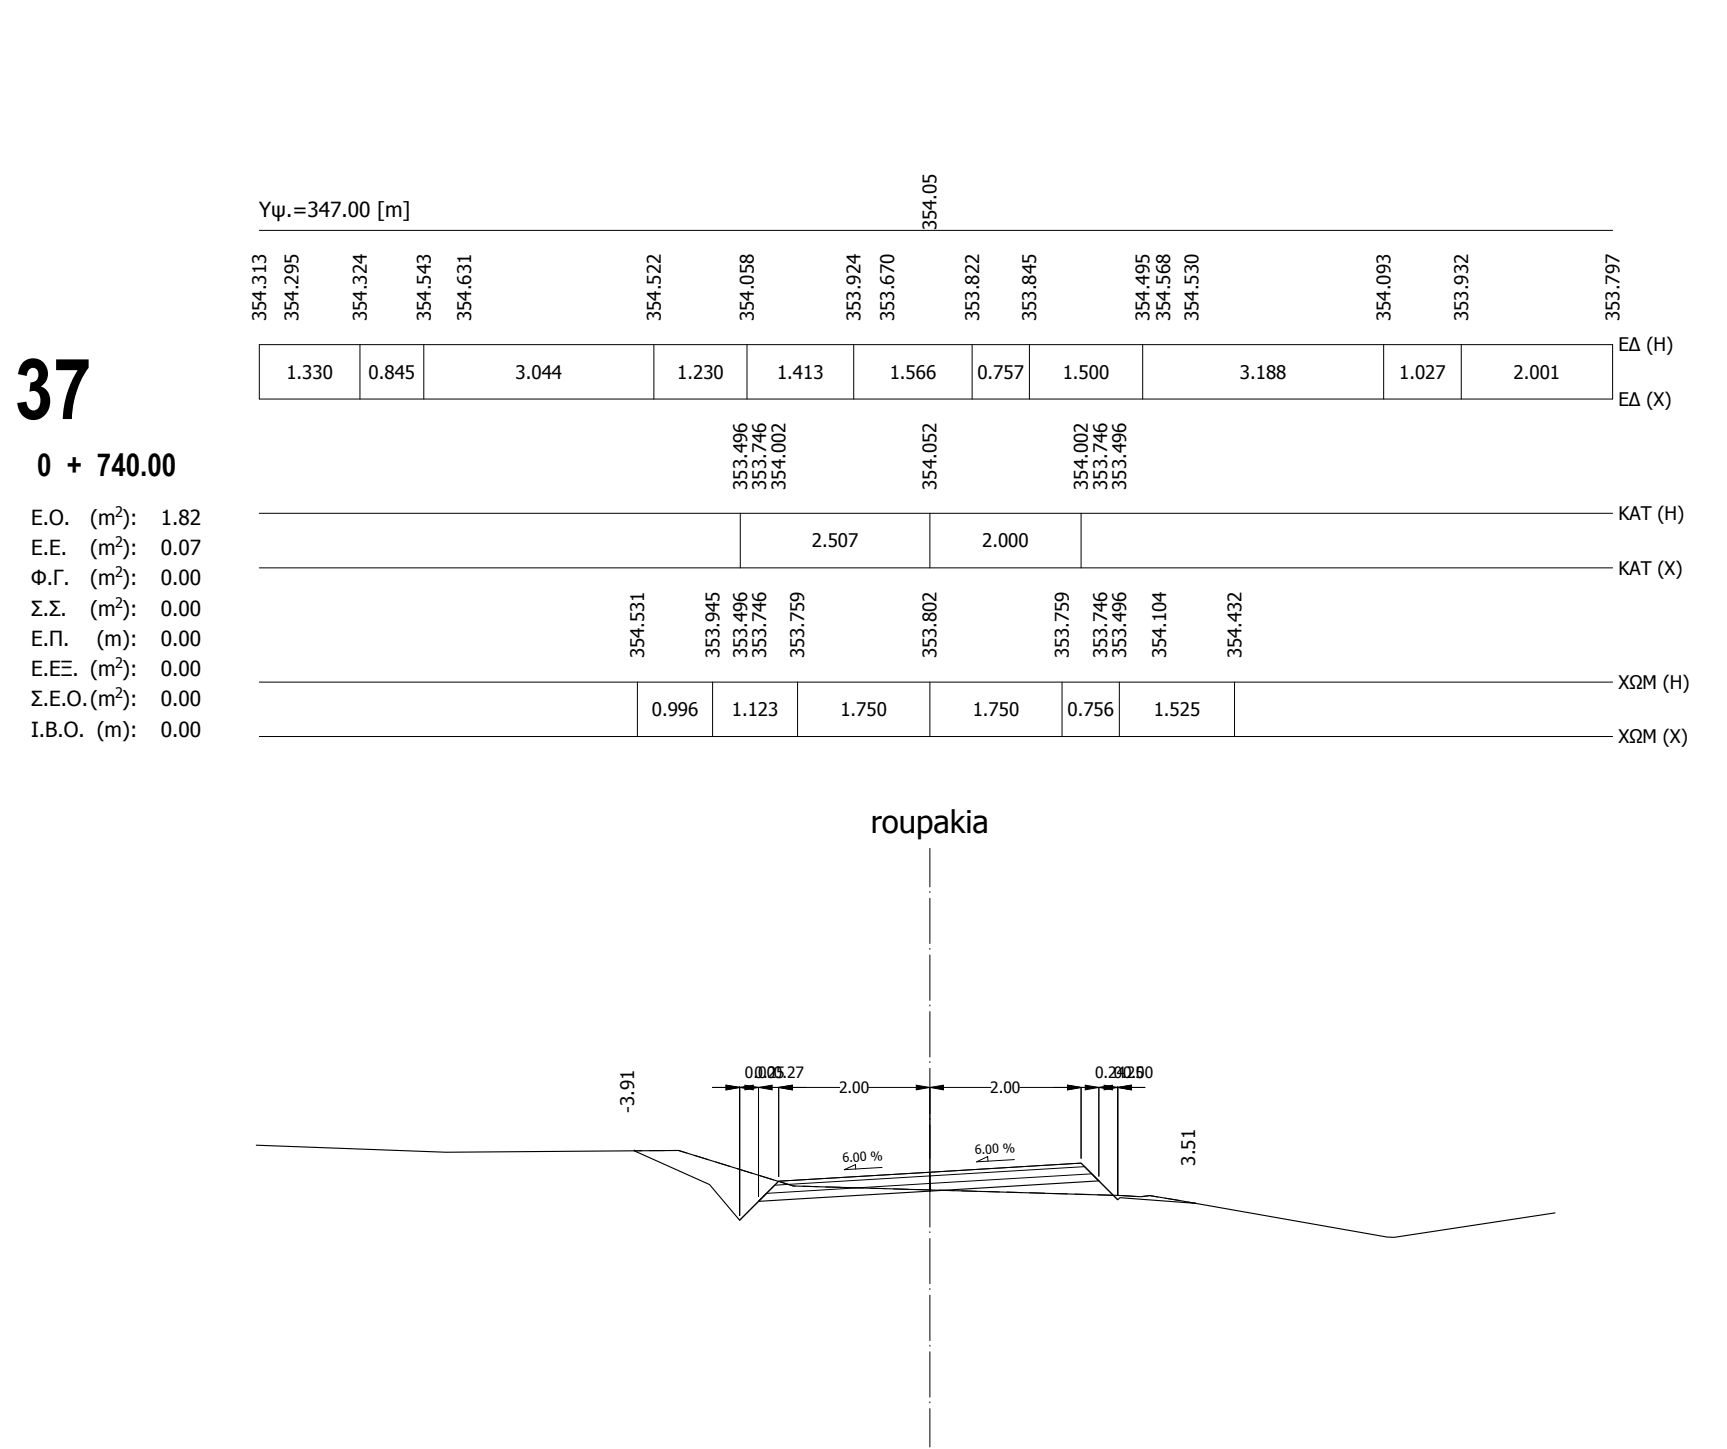 354.05
Υψ.=347.00 [m]
354.313 354.295 354.324 354.543 354.631 354.522 354.058 353.924 353.670 353.822 353.845 354.495 354.568 354.530 354.093 353.932 353.797
ΕΔ (Η)
37
1.330 0.845 3.044 1.230 1.413 1.566 0.757 1.500 3.188 1.027 2.001
ΕΔ (Χ)
353.496 353.746 354.002 354.052 354.002 353.746 353.496
0 + 740.00
Ε.Ο. (m²): 1.82
Ε.Ε. (m²): 0.07
Φ.Γ. (m²): 0.00
Σ.Σ. (m²): 0.00
Ε.Π. (m): 0.00
Ε.ΕΞ. (m²): 0.00
Σ.Ε.Ο.(m²): 0.00
Ι.Β.Ο. (m): 0.00
ΚΑΤ (Η)
2.507 2.000
ΚΑΤ (Χ)
354.531 353.945 353.496 353.746 353.759 353.802 353.759 353.746 353.496 354.104 354.432
ΧΩΜ (Η)
0.996 1.123 1.750 1.750 0.756 1.525
ΧΩΜ (Χ)
roupakia
-3.91
2.00 2.00
3.51
6.00 % 6.00 %